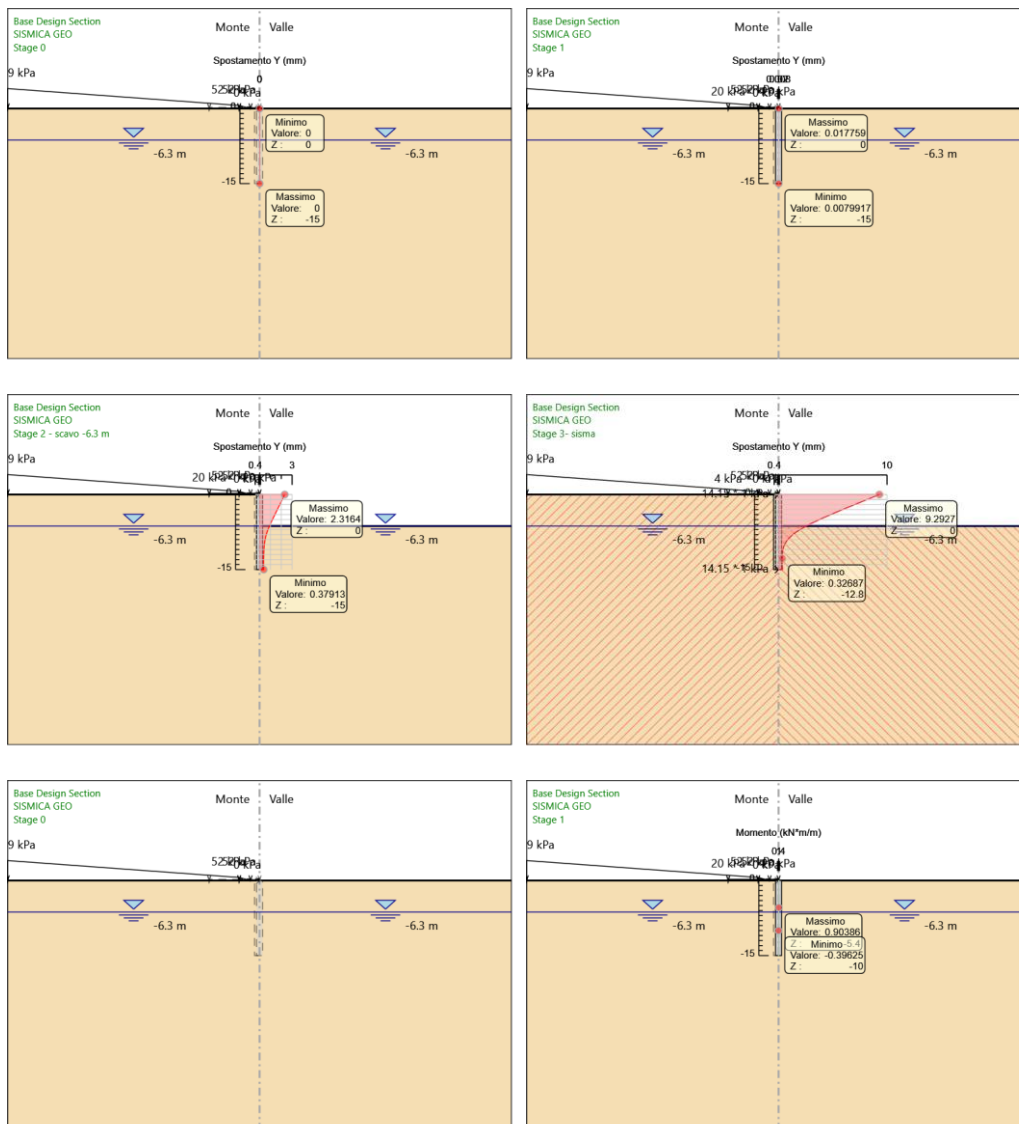 Base Design Section
SISMICA GEO
Stage 0
Monte Valle
Spostamento Y (mm)
0
9 kPa
-6.3 m
-6.3 m
Minimo
Valore: 0
Z : 0
-15
Massimo
Valore: 0
Z : -15
Base Design Section
SISMICA GEO
Stage 1
Monte Valle
Spostamento Y (mm)
9 kPa
20 kPa
-6.3 m
-6.3 m
Massimo
Valore: 0.017759
Z : 0
-15
Minimo
Valore: 0.0079917
Z : -15
Base Design Section
SISMICA GEO
Stage 2 - scavo -6.3 m
Monte Valle
Spostamento Y (mm)
0.4 3
9 kPa
20 kPa
Massimo
Valore: 2.3164
Z : 0
-6.3 m
-6.3 m
-15
Minimo
Valore: 0.37913
Z : -15
Base Design Section
SISMICA GEO
Stage 3- sisma
Monte Valle
Spostamento Y (mm)
0.4 10
9 kPa
4 kPa
Massimo
Valore: 9.2927
Z : 0
-6.3 m
-6.3 m
Minimo
Valore: 0.32687
Z : -12.8
Base Design Section
SISMICA GEO
Stage 0
Monte Valle
9 kPa
-6.3 m
-6.3 m
Base Design Section
SISMICA GEO
Stage 1
Monte Valle
Momento (kN*m/m)
9 kPa
20 kPa
-6.3 m
-6.3 m
Massimo
Valore: 0.90386
Z : -5.4
Minimo
-15
Valore: -0.39625
Z : -10